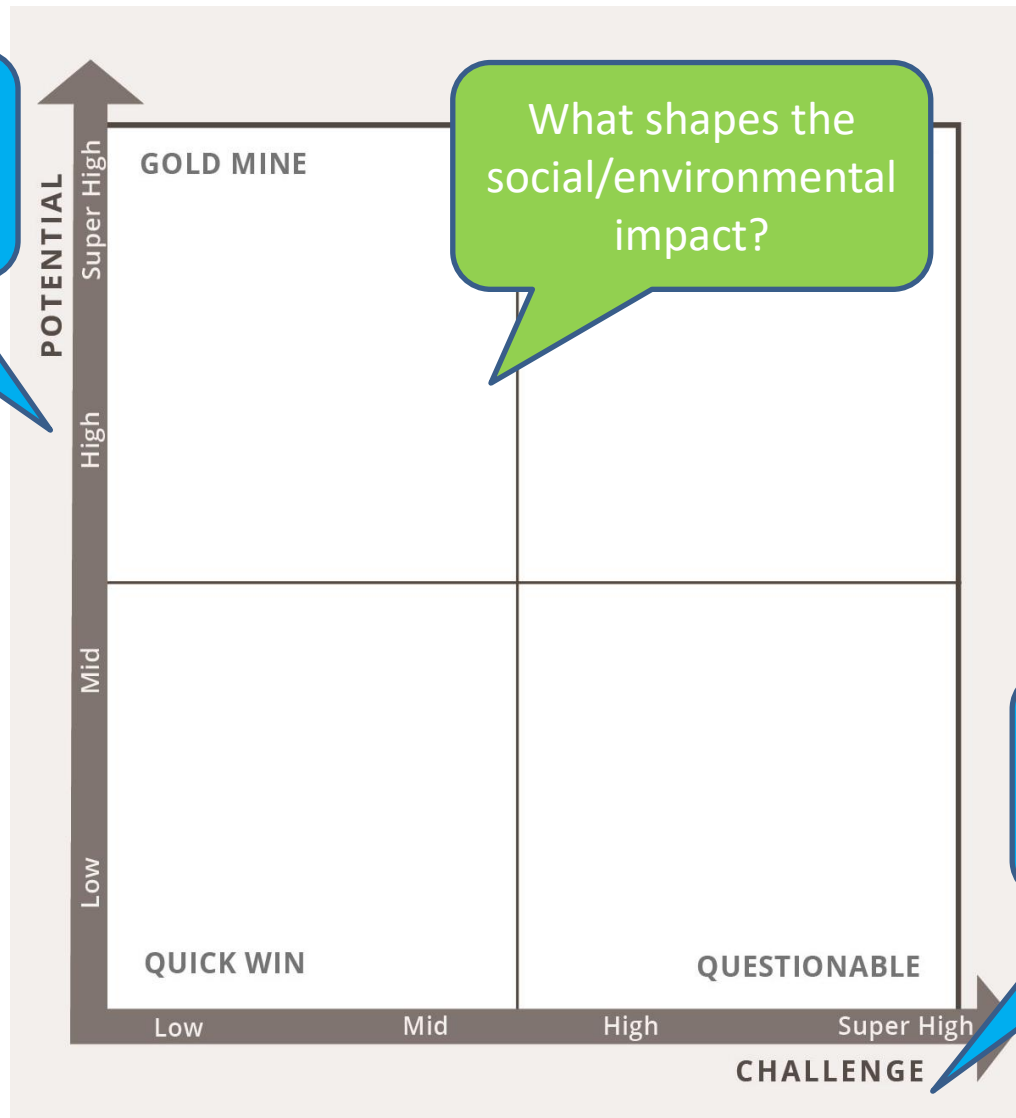 What shapes the
social/environmental
impact?
GOLD MINE
POTENTIAL
Super High
High
Mid
Low
QUICK WIN
QUESTIONABLE
Low
Mid
High
Super High
CHALLENGE